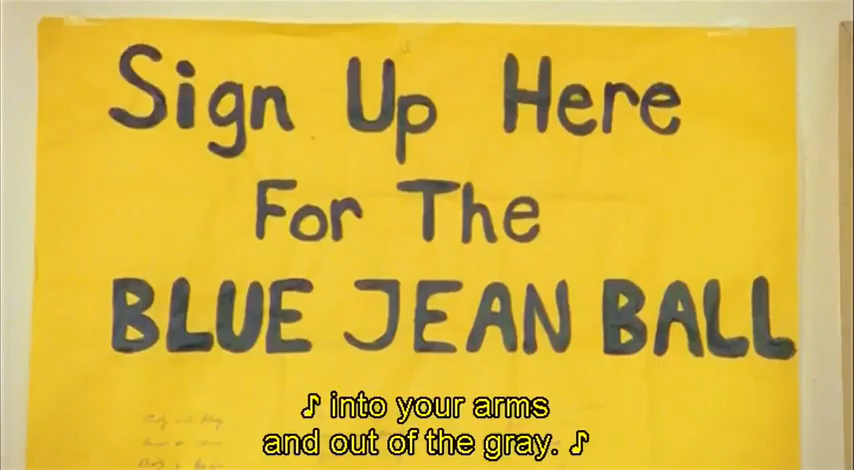 Sign Up Here
For The
BLUE JEAN BALL
♪ into your arms
and out of the gray. ♪